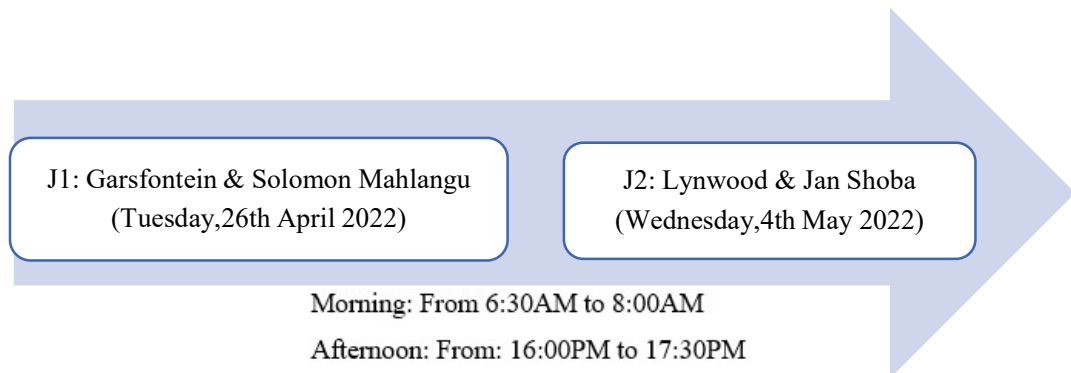 J1: Garsfontein & Solomon Mahlangu
(Tuesday,26th April 2022)
J2: Lynwood & Jan Shoba
(Wednesday,4th May 2022)
Morning: From 6:30AM to 8:00AM
Afternoon: From: 16:00PM to 17:30PM